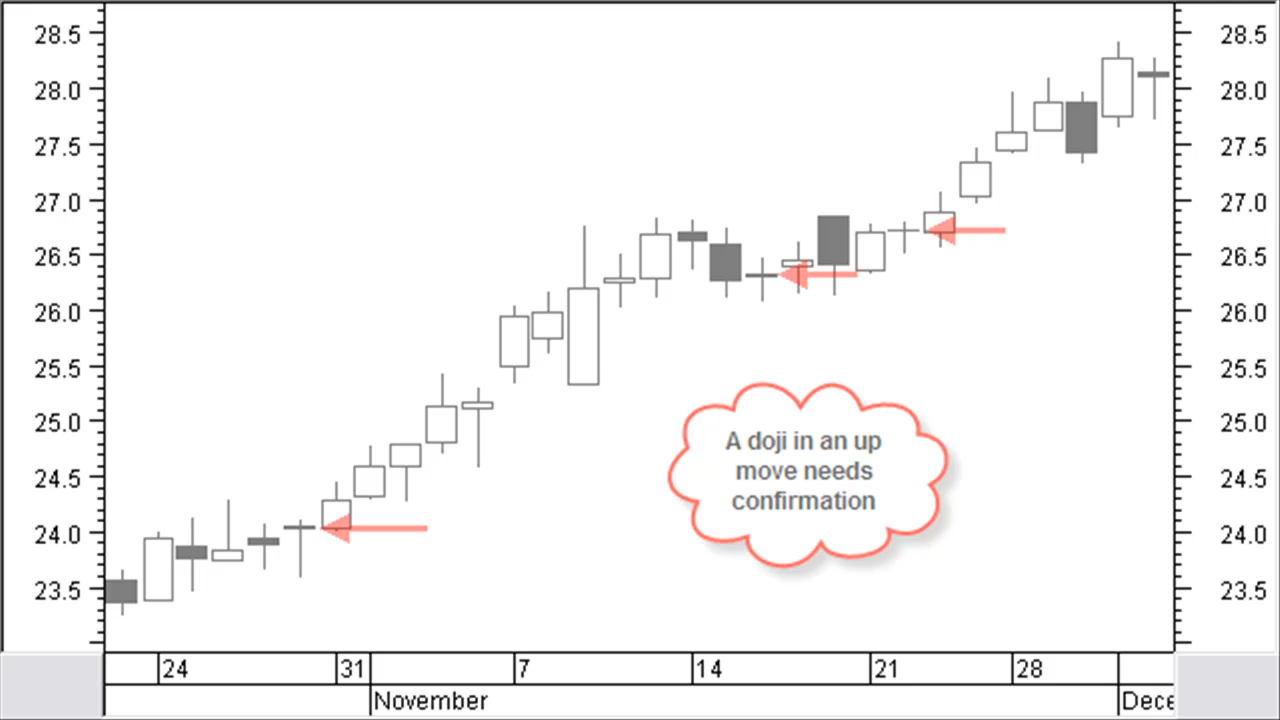 28.5 28.5
28.0 28.0
27.5 27.5
27.0 27.0
26.5 26.5
26.0 26.0
25.5 25.5
25.0 25.0
A doji in an up
move needs
confirmation
24.5 24.5
24.0 24.0
23.5 23.5
24 31 7 14 21 28
November Dece